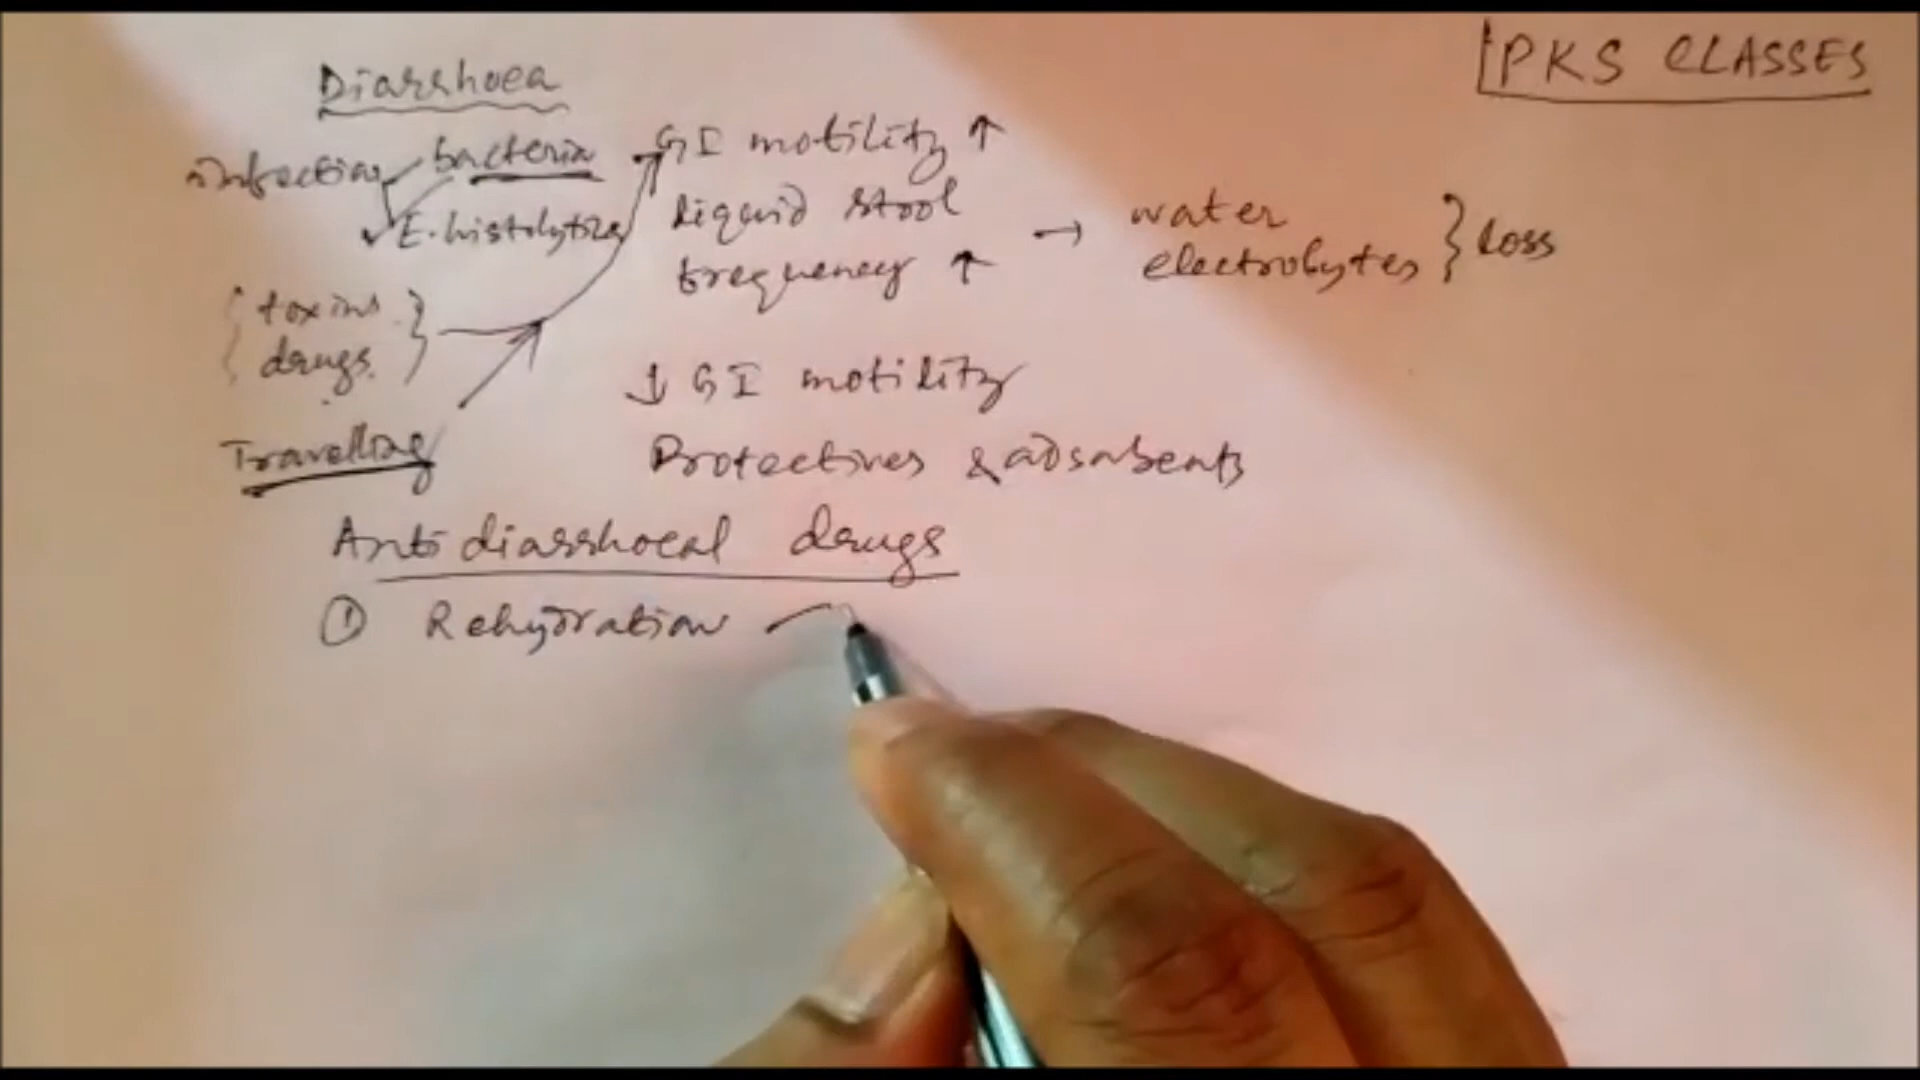 PKS CLASSES
Diarrhoea
infection bacteria
E. histolytica
toxins
drugs
Travelling
GI motility ↑
liquid stool
frequency ↑
→ water
electrolytes } loss
↓ GI motility
Protectives & adsabents
Antidiarrhoeal drugs
① Rehydration